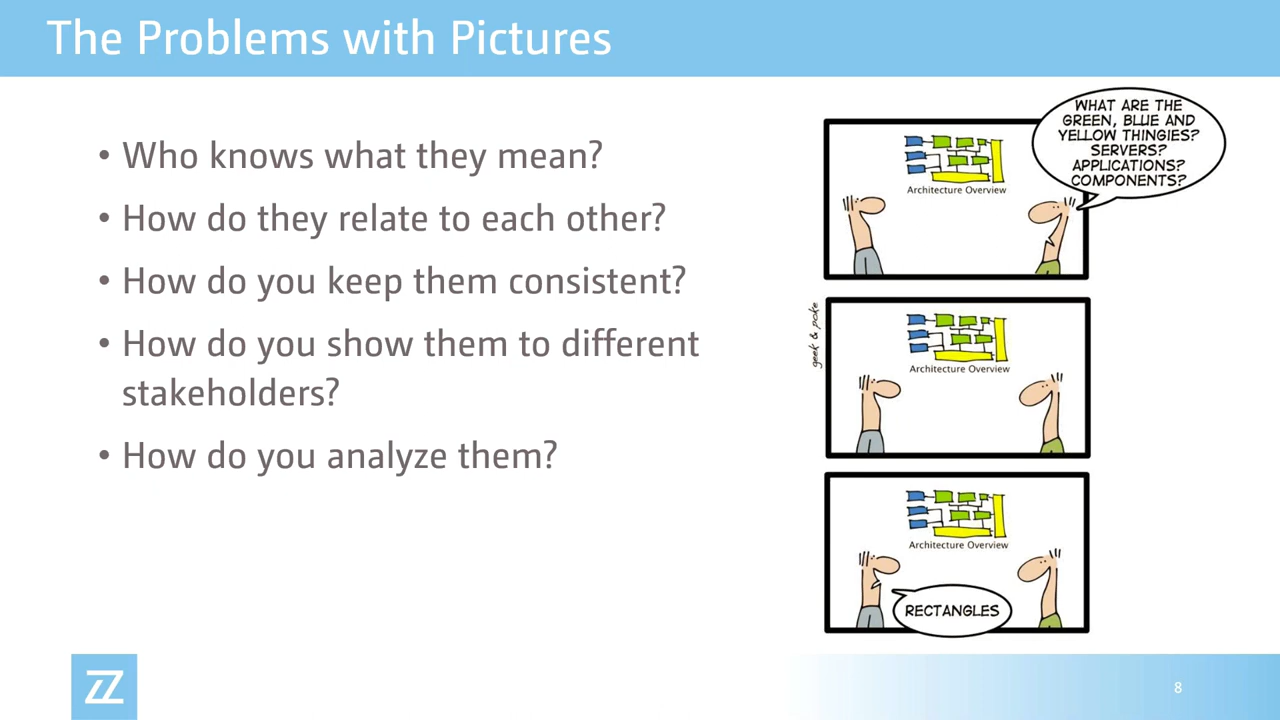 The Problems with Pictures
• Who knows what they mean?
• How do they relate to each other?
• How do you keep them consistent?
• How do you show them to different
stakeholders?
• How do you analyze them?
WHAT ARE THE
GREEN, BLUE AND
YELLOW THINGIES?
SERVERS?
APPLICATIONS?
COMPONENTS?
Architecture Overview
geek & poke
Architecture Overview
Architecture Overview
RECTANGLES
ZZ
8